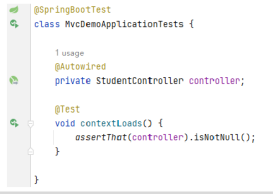 @SpringBootTest
class MvcDemoApplicationTests {
1 usage
@Autowired
private StudentController controller;
@Test
void contextLoads() {
assertThat(controller).isNotNull();
}
}